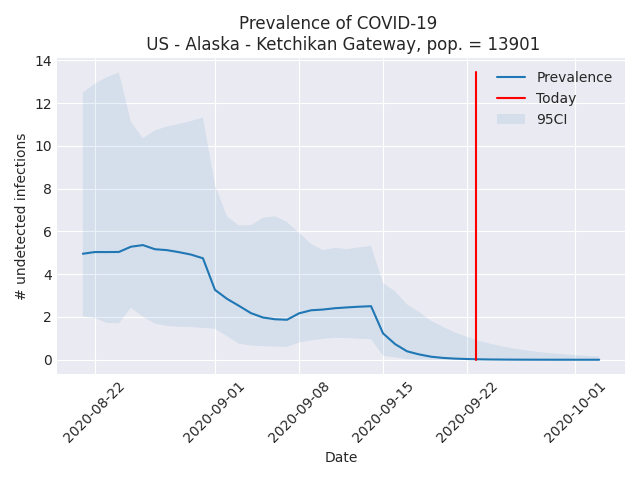 Prevalence of COVID-19
US - Alaska - Ketchikan Gateway, pop. = 13901
14
12
10
8
6
4
2
0
# undetected infections
Prevalence
Today
95CI
2020-08-22
2020-09-01
2020-09-08
2020-09-15
2020-09-22
2020-10-01
Date